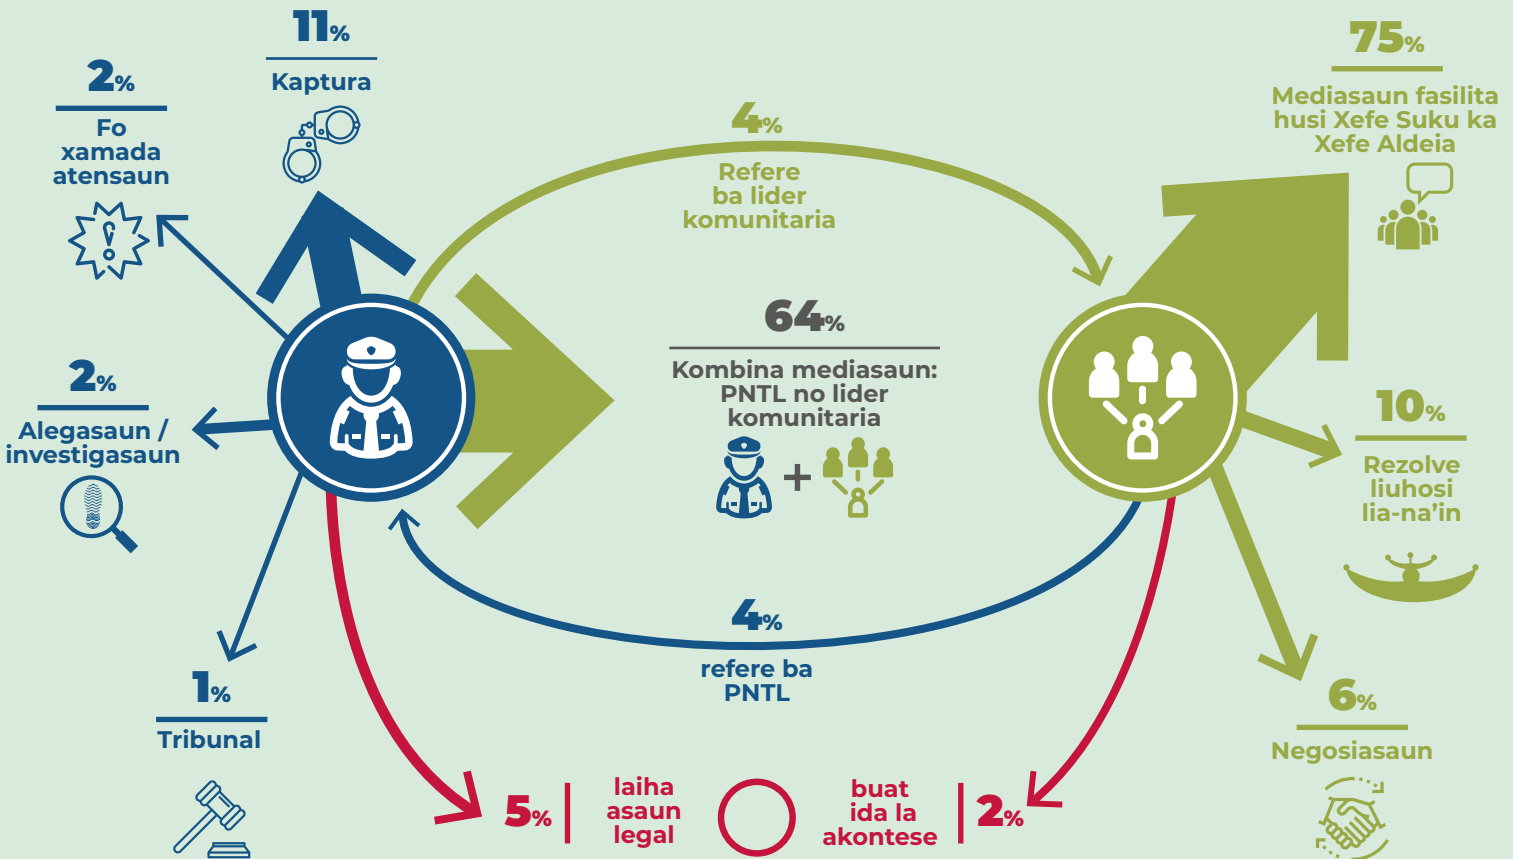 11%
Kaptura
2%
Fo
xamada
atensaun
2%
Alegasaun /
investigasaun
1%
Tribunal
4%
Refere
ba lider
komunitaria
64%
Kombina mediasaun:
PNTL no lider
komunitaria
+
4%
refere ba
PNTL
5%
laiha
asaun
legal
buat
ida la
akontese
2%
75%
Mediasaun fasilita
husi Xefe Suku ka
Xefe Aldeia
10%
Rezolve
liuhosi
lia-na'in
6%
Negosiasaun